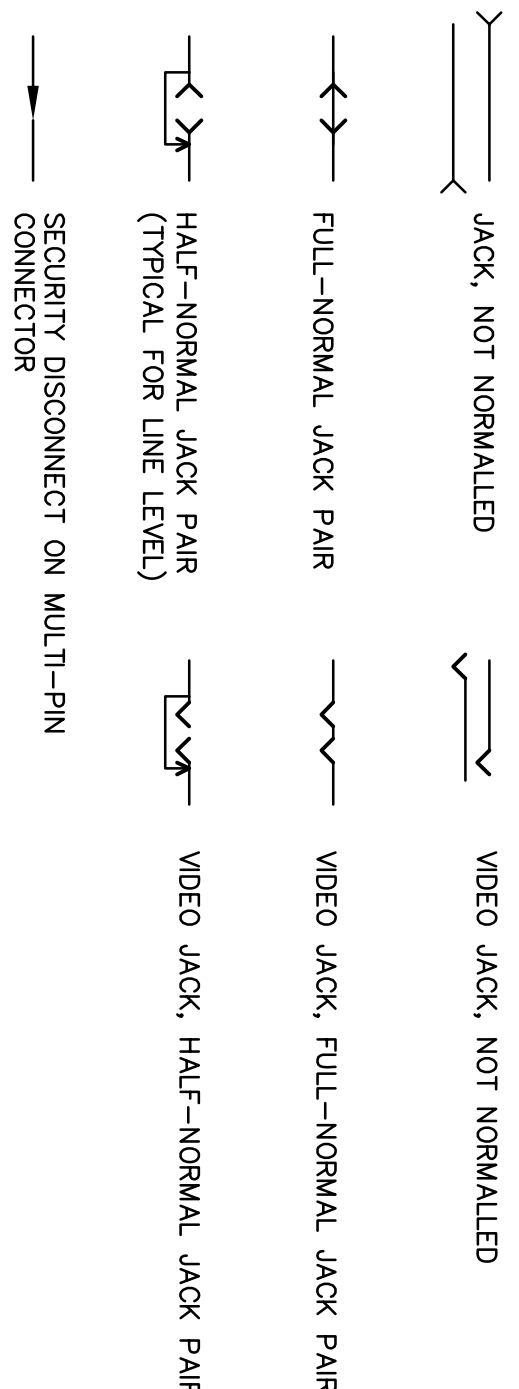 JACK, NOT NORMALLED
VIDEO JACK, NOT NORMALLED
FULL-NORMAL JACK PAIR
VIDEO JACK, FULL-NORMAL JACK PAIR
HALF-NORMAL JACK PAIR
(TYPICAL FOR LINE LEVEL)
VIDEO JACK, HALF-NORMAL JACK PAIR
SECURITY DISCONNECT ON MULTI-PIN
CONNECTOR